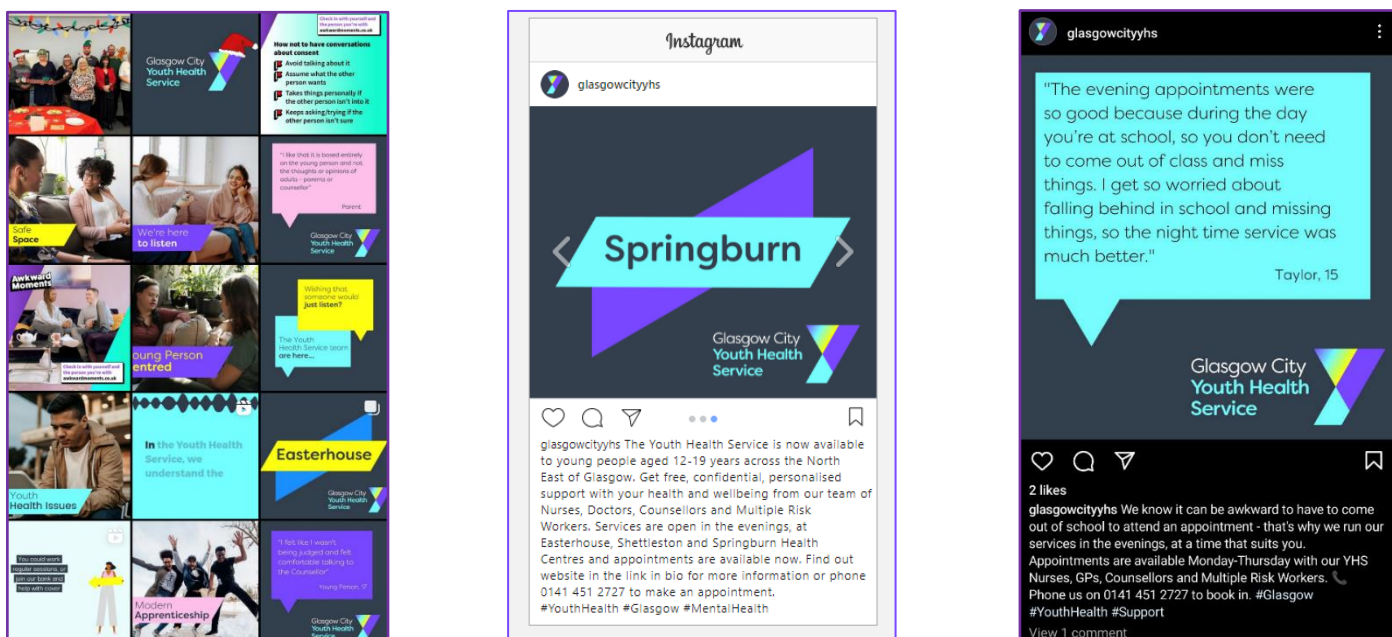 Glasgow City
Youth Health
Service
Check in with yourself and
the person you're with
awkwardmoments.co.uk
How not to have conversations
about consent
Avoid talking about it
Assume what the other
person wants
Takes things personally if
the other person isn't into it
Keeps asking/trying if the
other person isn't sure
Safe
Space
We're here
to listen
"I like that it is based entirely
on the young person and not
the thoughts or opinions of
adults - parents or
counsellor"
Parent
Glasgow City
Youth Health
Service
Awkward
Moments
Check in with yourself and
the person you're with
awkwardmoments.co.uk
oung Person
entred
Wishing that
someone would
just listen?
The Youth
Health Service team
are here...
Youth
Health Issues
In the Youth Health
Service, we
understand the
Easterhouse
Glasgow City
Youth Health
Service
You could work
regular sessions, or
join our bank and
help with cover
Modern
Apprenticeship
"I felt like I wasn't
being judged and felt
comfortable talking to
the Counsellor"
Young Person, 17
Glasgow City
Youth Health
Service
Instagram
glasgowcityyhs
Springburn
Glasgow City
Youth Health
Service
glasgowcityyhs The Youth Health Service is now available
to young people aged 12-19 years across the North
East of Glasgow. Get free, confidential, personalised
support with your health and wellbeing from our team of
Nurses, Doctors, Counsellors and Multiple Risk
Workers. Services are open in the evenings, at
Easterhouse, Shettleston and Springburn Health
Centres and appointments are available now. Find out
website in the link in bio for more information or phone
0141 451 2727 to make an appointment.
#YouthHealth #Glasgow #MentalHealth
glasgowcityyhs
"The evening appointments were
so good because during the day
you're at school, so you don't need
to come out of class and miss
things. I get so worried about
falling behind in school and missing
things, so the night time service was
much better."
Taylor, 15
Glasgow City
Youth Health
Service
2 likes
glasgowcityyhs We know it can be awkward to have to come
out of school to attend an appointment - that's why we run our
services in the evenings, at a time that suits you.
Appointments are available Monday-Thursday with our YHS
Nurses, GPs, Counsellors and Multiple Risk Workers. 📞
Phone us on 0141 451 2727 to book in. #Glasgow
#YouthHealth #Support
View 1 comment